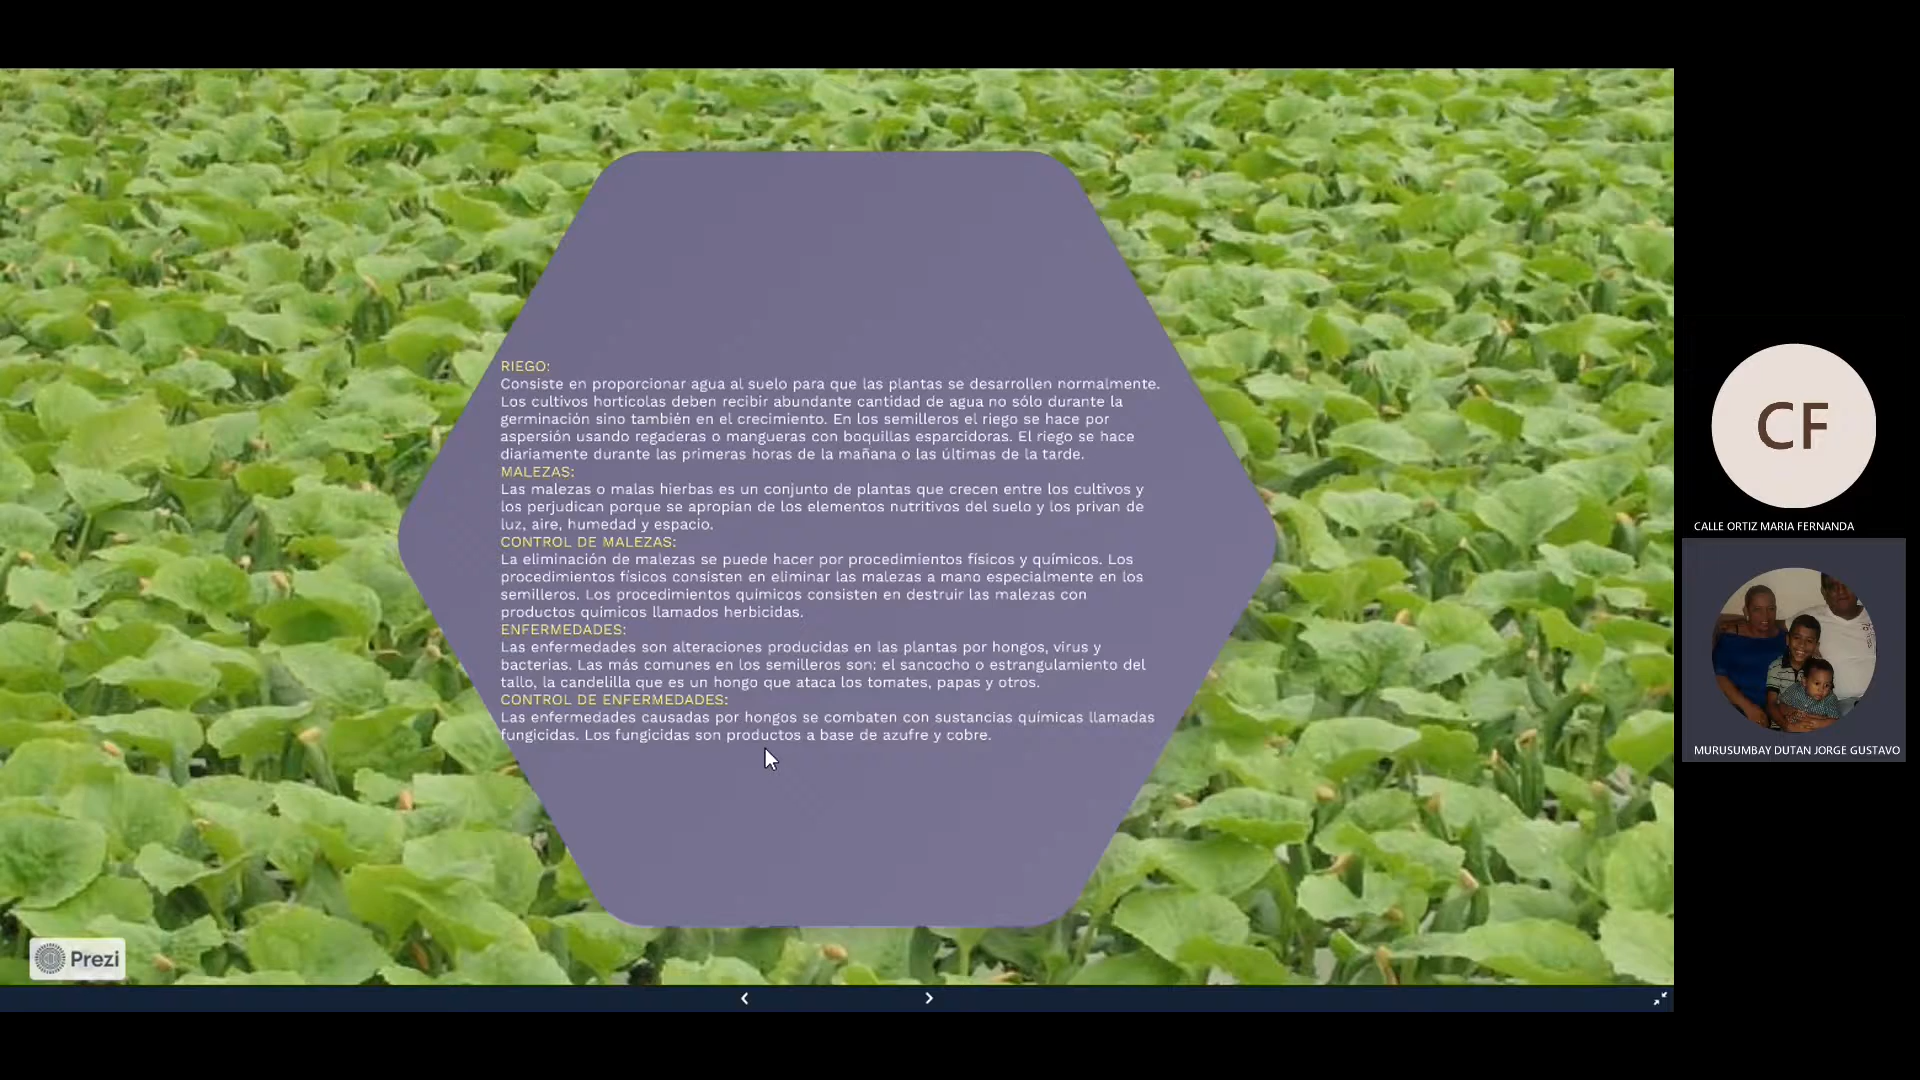 RIEGO:
Consiste en proporcionar agua al suelo para que las plantas se desarrollen normalmente.
Los cultivos hortícolas deben recibir abundante cantidad de agua no sólo durante la
germinación sino también en el crecimiento. En los semilleros el riego se hace por
aspersión usando regaderas o mangueras con boquillas esparcidoras. El riego se hace
diariamente durante las primeras horas de la mañana o las últimas de la tarde.
MALEZAS:
Las malezas o malas hierbas es un conjunto de plantas que crecen entre los cultivos y
los perjudican porque se apropian de los elementos nutritivos del suelo y los privan de
luz, aire, humedad y espacio.
CONTROL DE MALEZAS:
La eliminación de malezas se puede hacer por procedimientos físicos y químicos. Los
procedimientos físicos consisten en eliminar las malezas a mano especialmente en los
semilleros. Los procedimientos químicos consisten en destruir las malezas con
productos químicos llamados herbicidas.
ENFERMEDADES:
Las enfermedades son alteraciones producidas en las plantas por hongos, virus y
bacterias. Las más comunes en los semilleros son: el sancocho o estrangulamiento del
tallo, la candelilla que es un hongo que ataca los tomates, papas y otros.
CONTROL DE ENFERMEDADES:
Las enfermedades causadas por hongos se combaten con sustancias químicas llamadas
fungicidas. Los fungicidas son productos a base de azufre y cobre.
Prezi
CF
CALLE ORTIZ MARIA FERNANDA
MURUSUMBAY DUTAN JORGE GUSTAVO